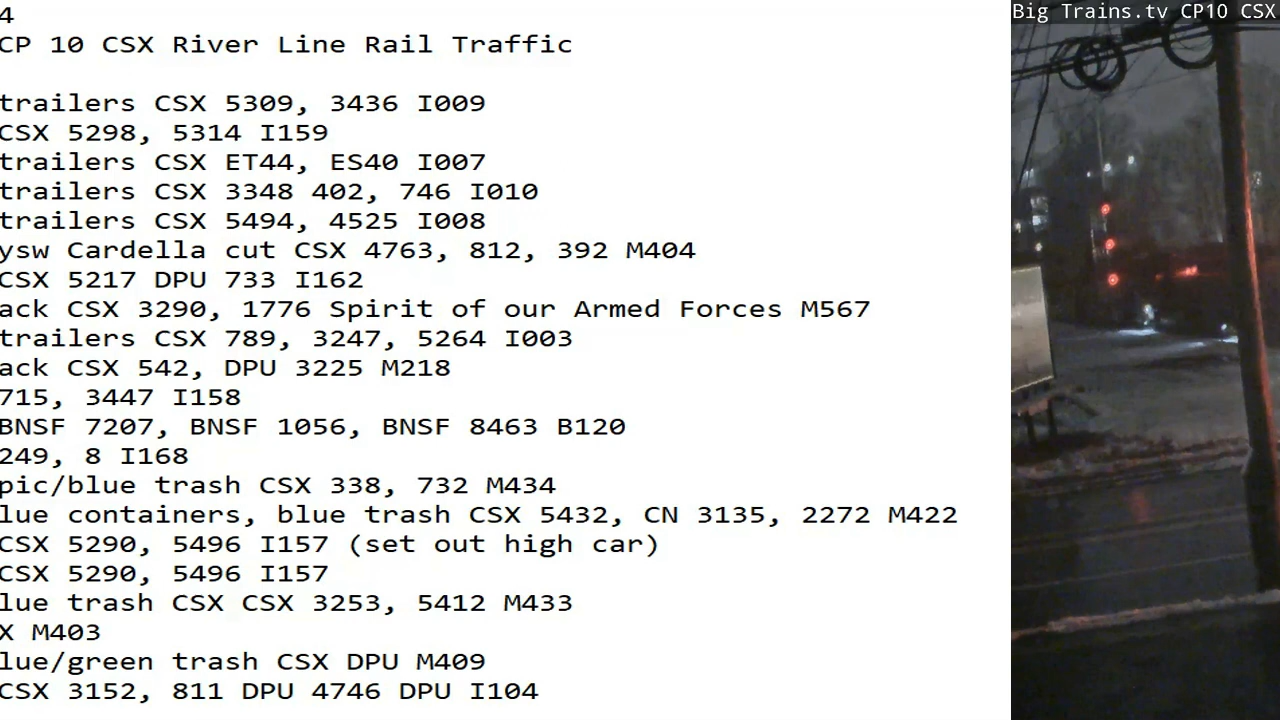 4
CP 10 CSX River Line Rail Traffic
trailers CSX 5309, 3436 I009
CSX 5298, 5314 I159
trailers CSX ET44, ES40 I007
trailers CSX 3348 402, 746 I010
trailers CSX 5494, 4525 I008
ysw Cardella cut CSX 4763, 812, 392 M404
CSX 5217 DPU 733 I162
ack CSX 3290, 1776 Spirit of our Armed Forces M567
trailers CSX 789, 3247, 5264 I003
ack CSX 542, DPU 3225 M218
715, 3447 I158
BNSF 7207, BNSF 1056, BNSF 8463 B120
249, 8 I168
pic/blue trash CSX 338, 732 M434
lue containers, blue trash CSX 5432, CN 3135, 2272 M422
CSX 5290, 5496 I157 (set out high car)
CSX 5290, 5496 I157
lue trash CSX CSX 3253, 5412 M433
X M403
lue/green trash CSX DPU M409
CSX 3152, 811 DPU 4746 DPU I104
Big Trains.tv CP10 CSX